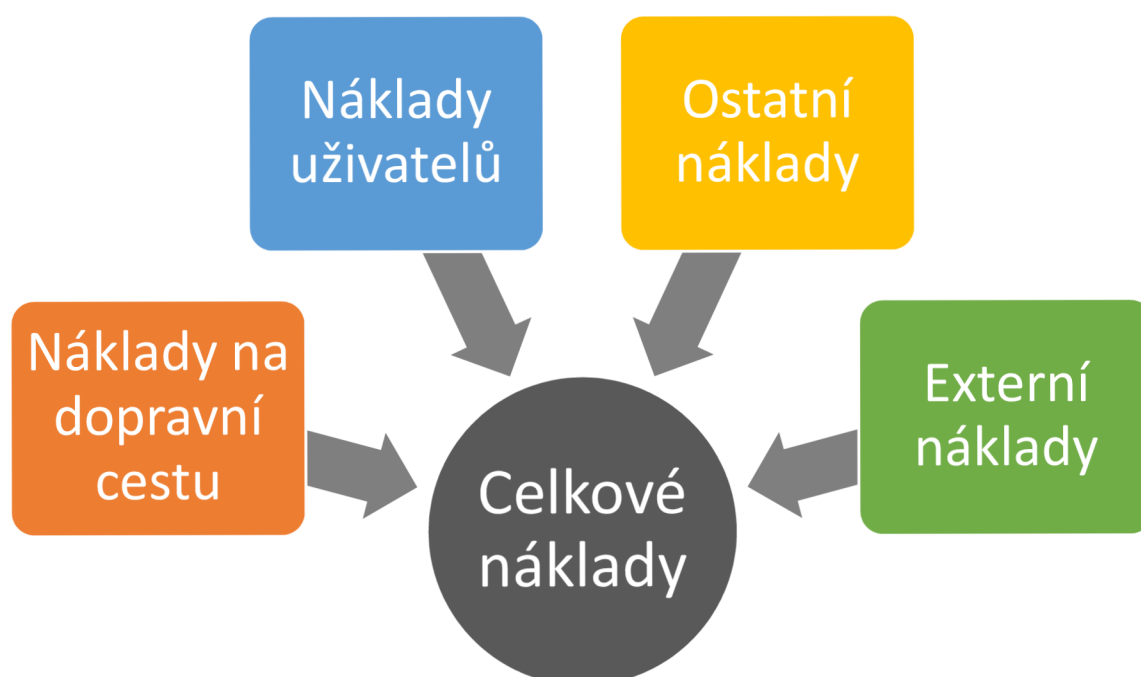 Náklady
uživatelů
Ostatní
náklady
Náklady na
dopravní
cestu
Externí
náklady
Celkové
náklady